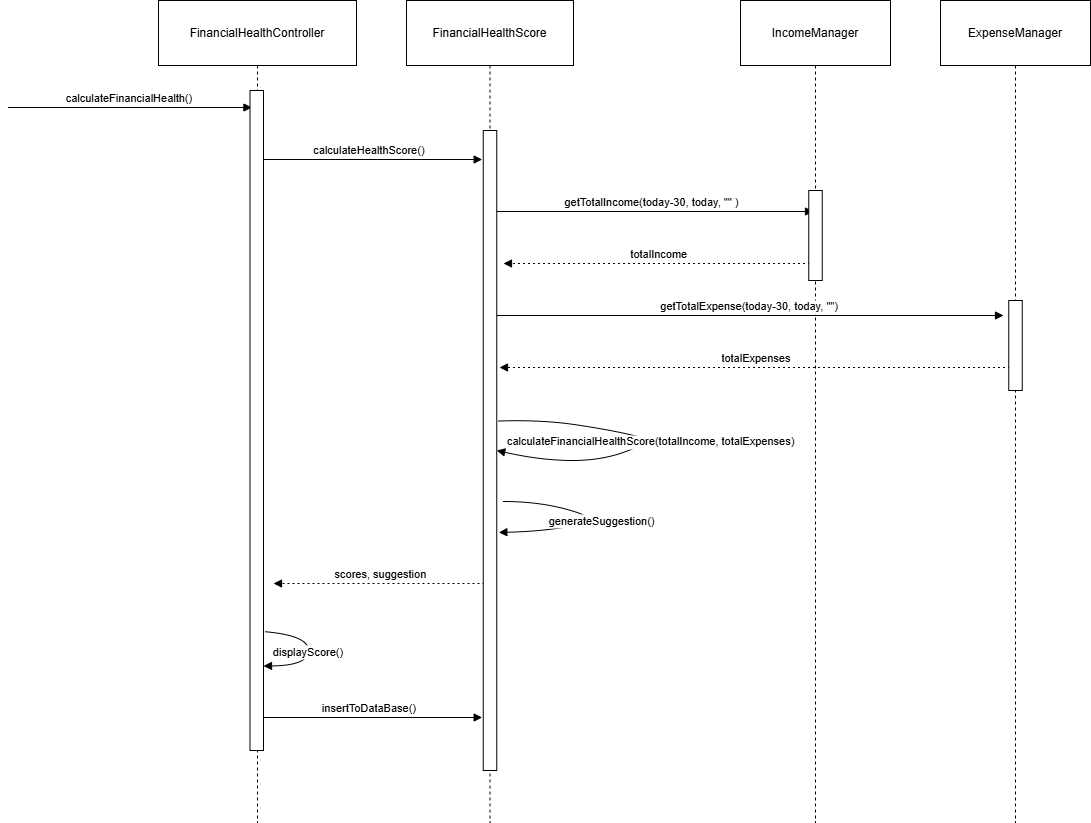 FinancialHealthController
FinancialHealthScore
IncomeManager
ExpenseManager
calculateFinancialHealth()
calculateHealthScore()
getTotalIncome(today-30, today, "" )
totalIncome
getTotalExpense(today-30, today, "")
totalExpenses
calculateFinancialHealthScore(totalIncome, totalExpenses)
generateSuggestion()
scores, suggestion
displayScore()
insertToDataBase()